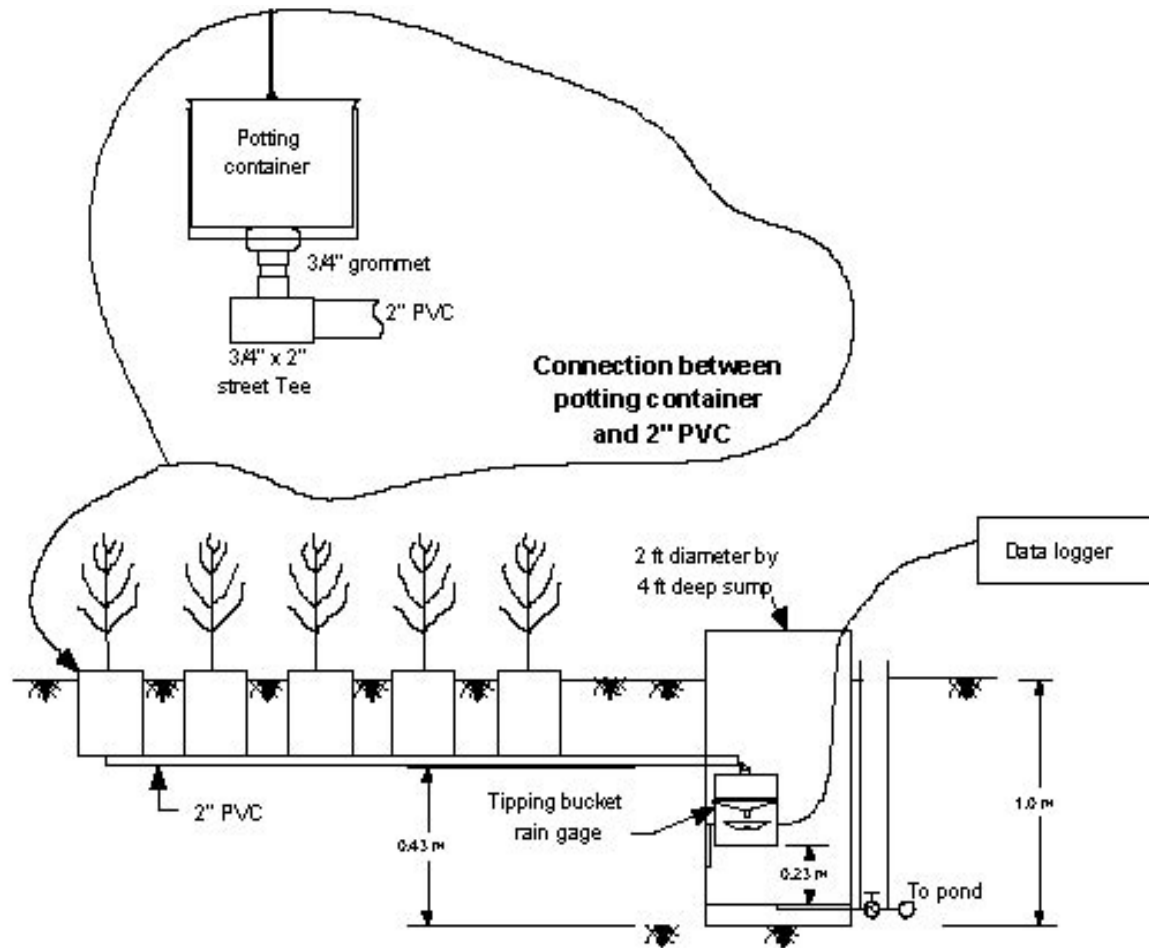 Potting
container
3/4" grommet
2" PVC
3/4" x 2"
street Tee
Connection between
potting container
and 2" PVC
2 ft diameter by
4 ft deep sump
Data logger
2" PVC
Tipping bucket
rain gage
0.43 m
0.23 m
1.0 m
To pond